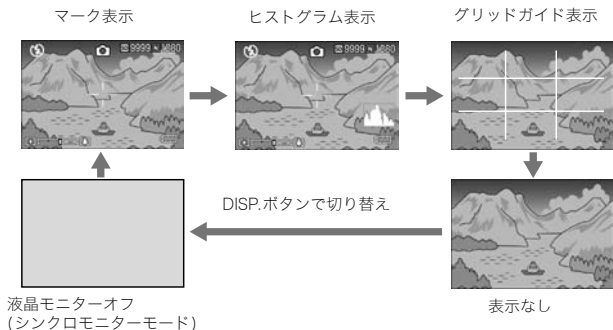 マーク表示
ヒストグラム表示
グリッドガイド表示
9999
9999
DISP.ボタンで切り替え
液晶モニターオフ
(シンクロモニターモード)
表示なし